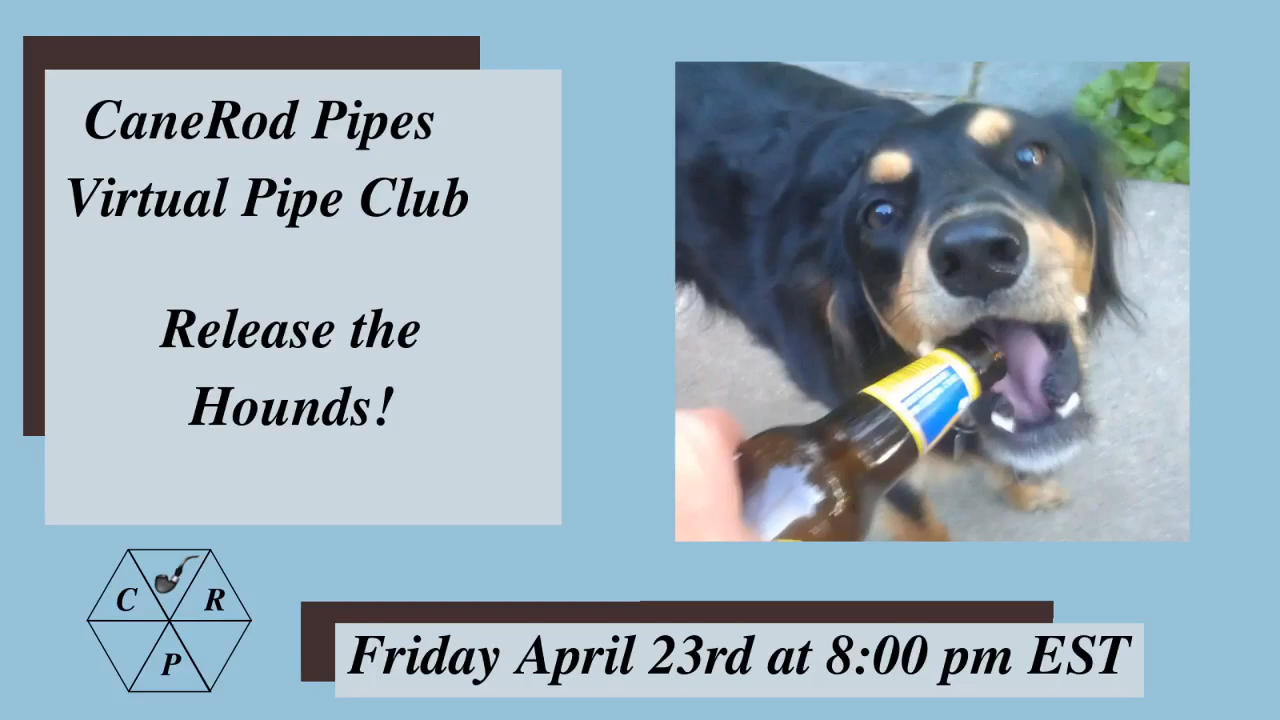 CaneRod Pipes
Virtual Pipe Club
Release the
Hounds!
C
R
P
Friday April 23rd at 8:00 pm EST